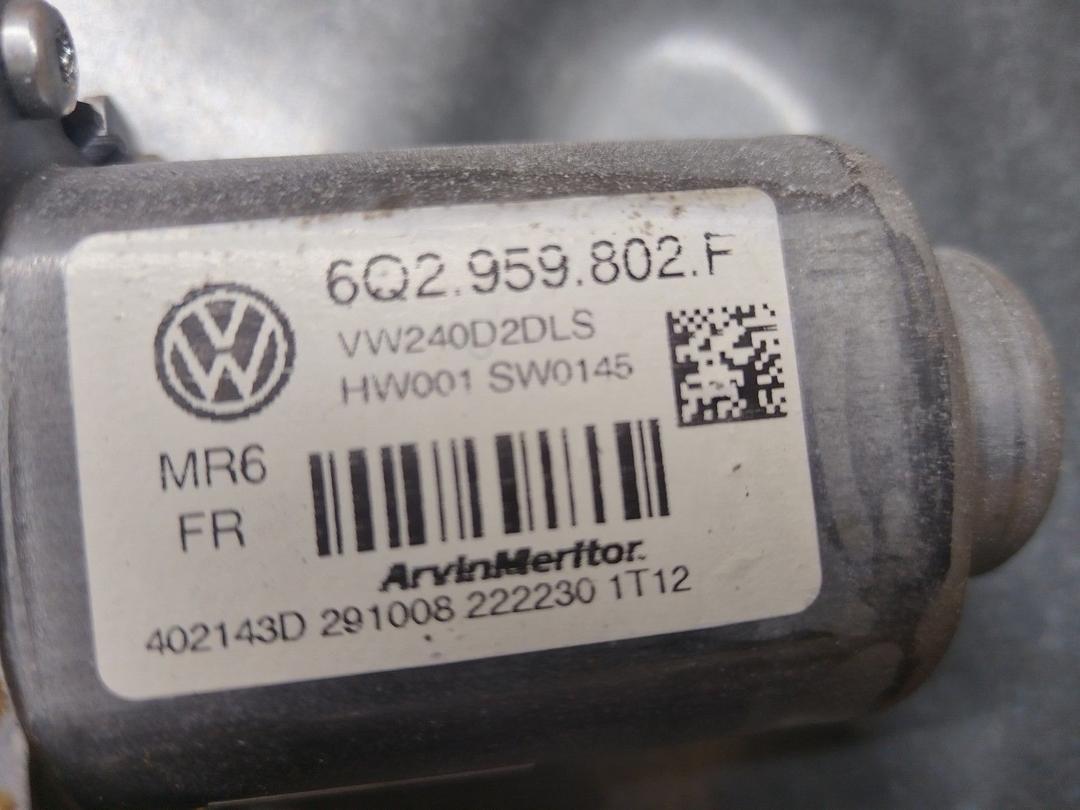 6Q2.959.802.F
VW240D2DLS
HW001 SW0145
MR6
FR
ArvinMeritor
402143D 291008 222230 1T12